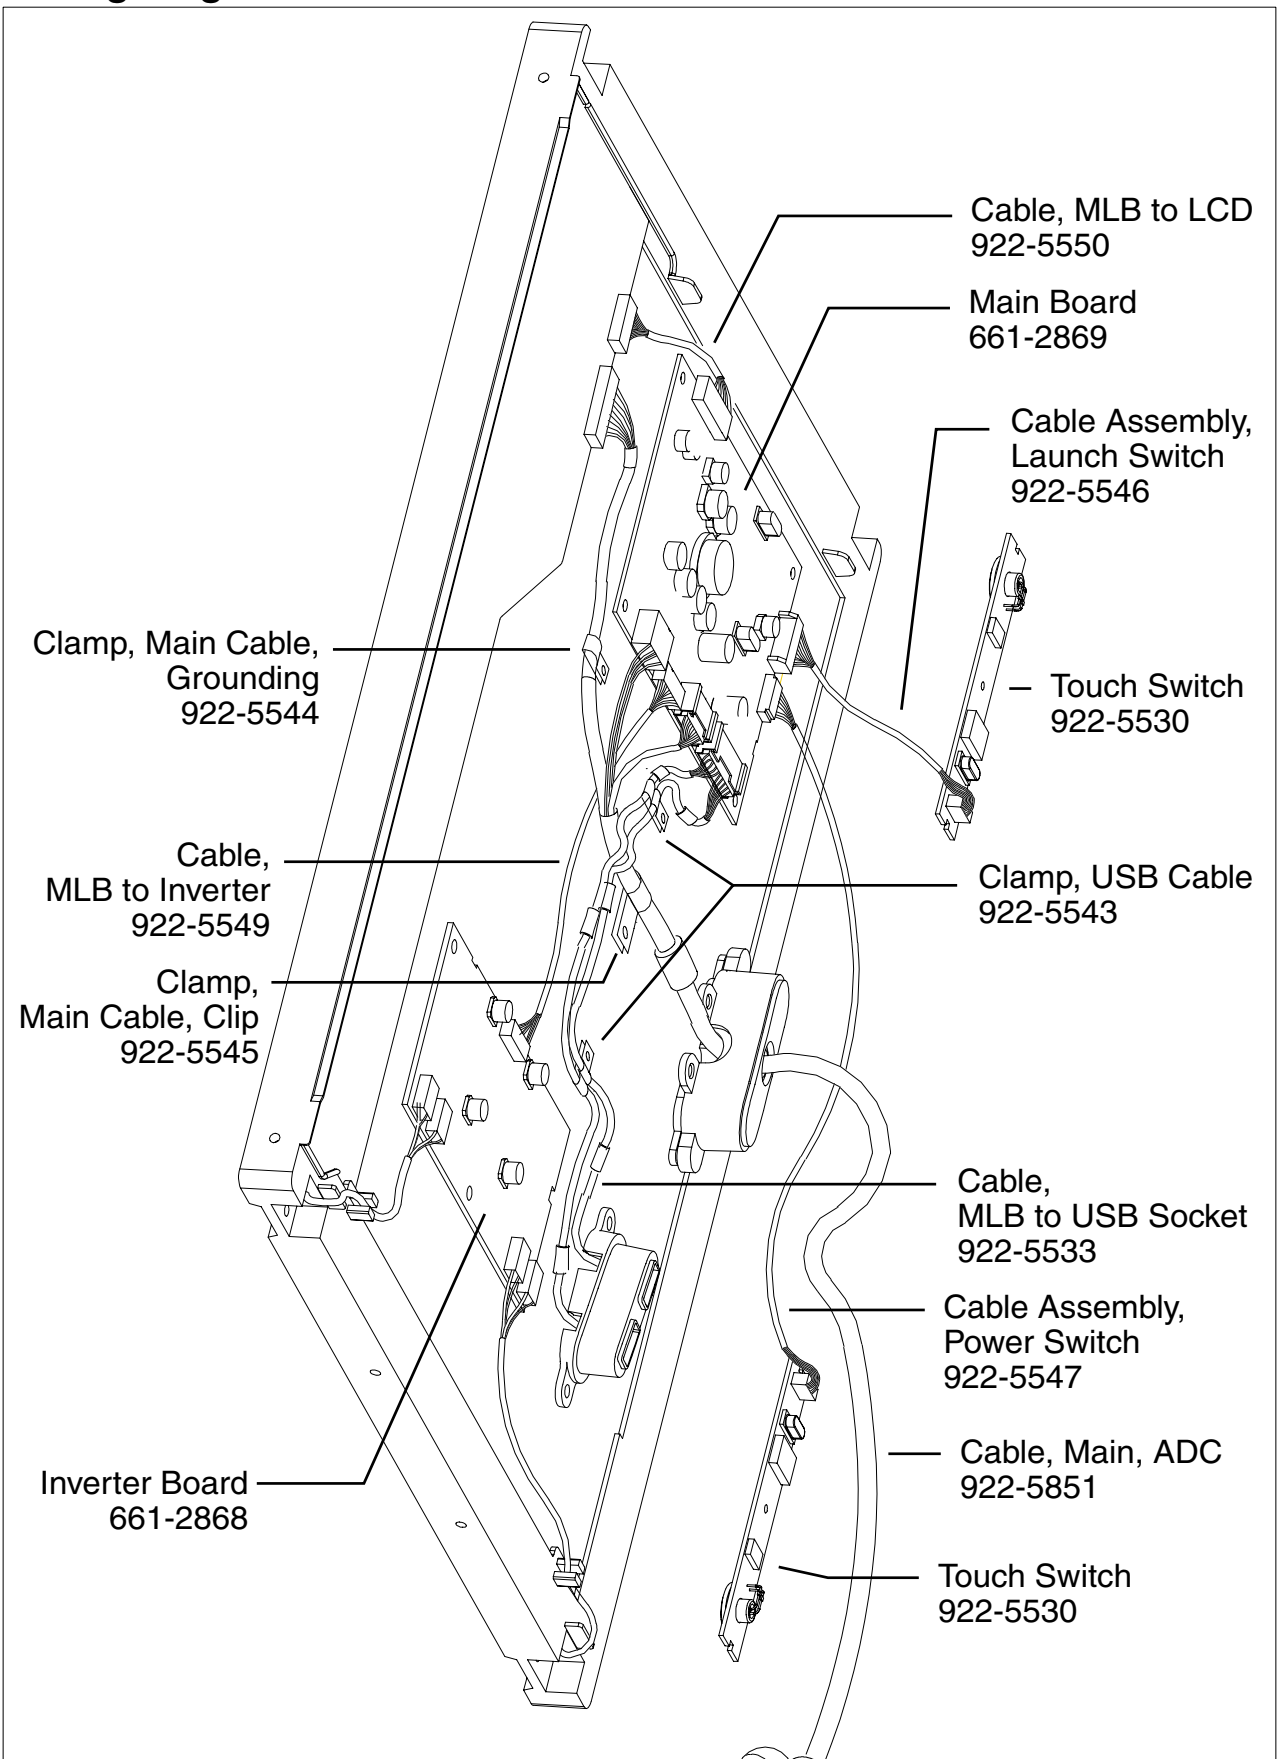 Cable, MLB to LCD
922-5550
Main Board
661-2869
Cable Assembly,
Launch Switch
922-5546
Clamp, Main Cable,
Grounding
922-5544
Touch Switch
922-5530
Cable,
MLB to Inverter
922-5549
Clamp, USB Cable
922-5543
Clamp,
Main Cable, Clip
922-5545
Cable,
MLB to USB Socket
922-5533
Cable Assembly,
Power Switch
922-5547
Cable, Main, ADC
922-5851
Inverter Board
661-2868
Touch Switch
922-5530